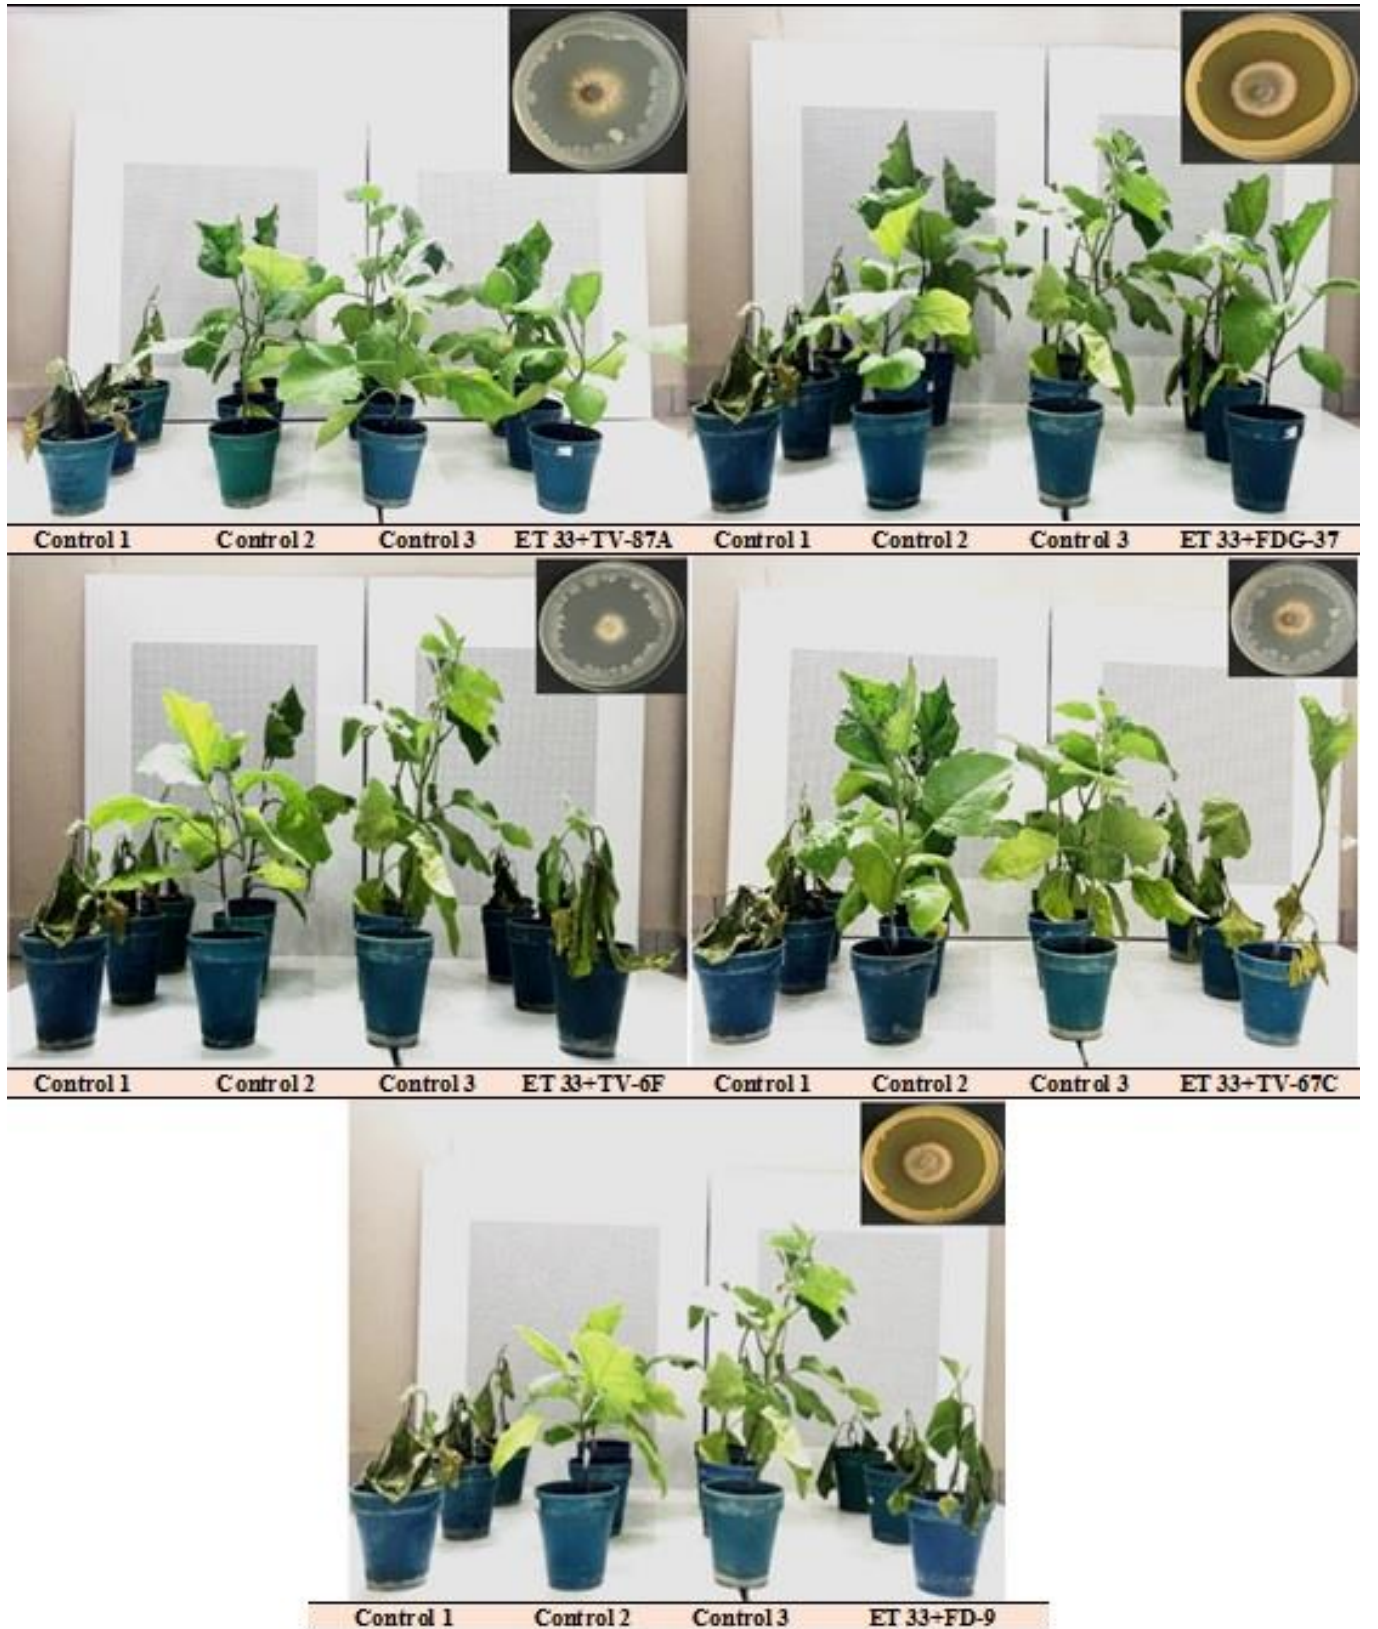 Control 1 Control 2 Control 3 ET 33+TV-87A Control 1 Control 2 Control 3 ET 33+FDG-37
Control 1 Control 2 Control 3 ET 33+TV-6F Control 1 Control 2 Control 3 ET 33+TV-67C
Control 1 Control 2 Control 3 ET 33+FD-9